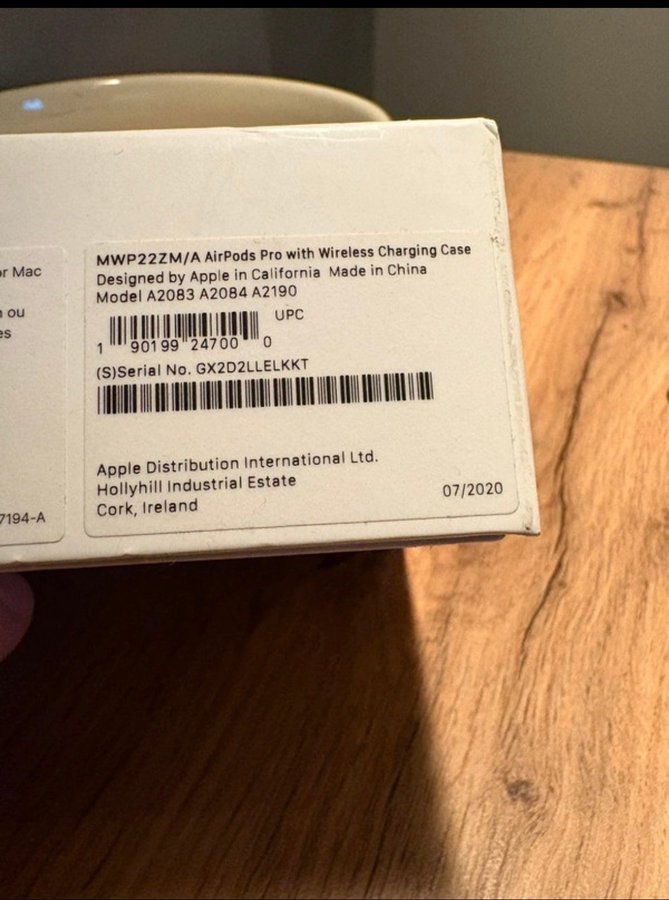 or Mac
ou
es
7194-A
MWP22ZM/A AirPods Pro with Wireless Charging Case
Designed by Apple in California Made in China
Model A2083 A2084 A2190
UPC
1 90199 24700 0
(S)Serial No. GX2D2LLELKKT
Apple Distribution International Ltd.
Hollyhill Industrial Estate
Cork, Ireland
07/2020